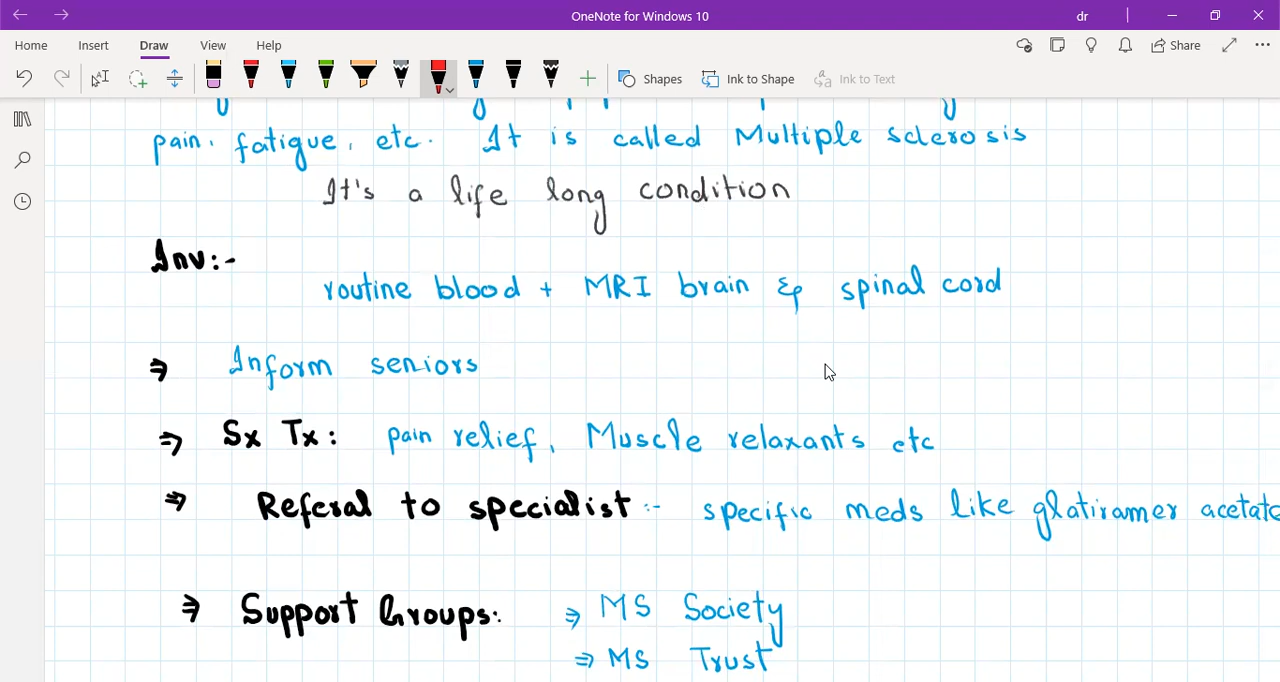 OneNote for Windows 10
dr
Home Insert Draw View Help
Share
Shapes Ink to Shape Ink to Text
pain, fatigue, etc. It is called Multiple sclerosis
It's a life long condition
Inv:-
routine blood + MRI brain & spinal cord
⇒ Inform seniors
⇒ Sx Tx: pain relief, Muscle relaxants etc
⇒ Referal to specialist :- specific meds like glatiramer acetate
⇒ Support Groups: ⇒ MS Society
⇒ MS Trust